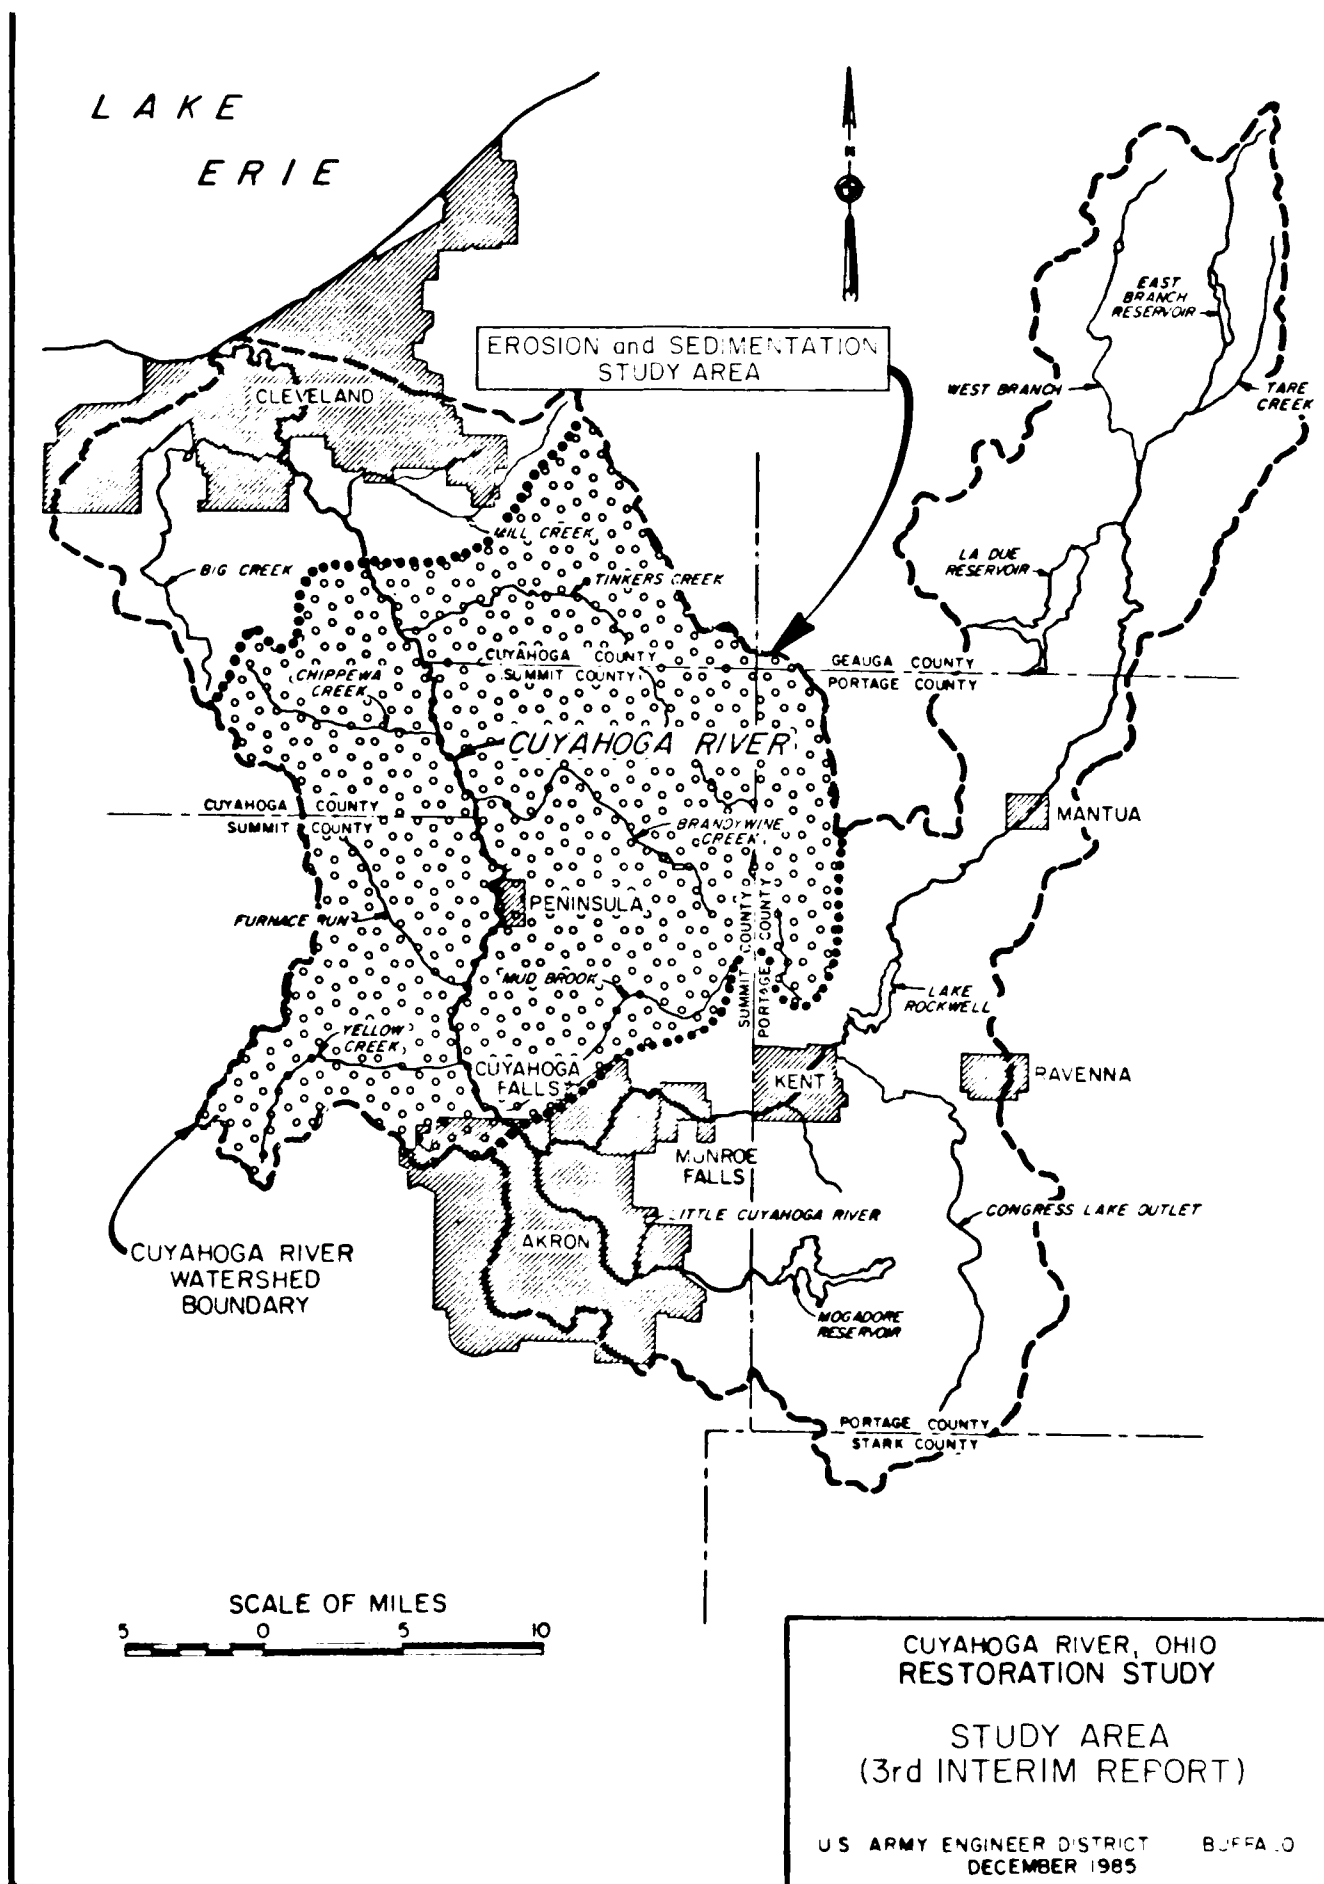 LAKE
ERIE
N
EROSION and SEDIMENTATION
STUDY AREA
CLEVELAND
EAST
BRANCH
RESERVOIR
WEST BRANCH
TARE
CREEK
MILL CREEK
BIG CREEK
TINKERS CREEK
LA DUE
RESERVOIR
CUYAHOGA COUNTY
SUMMIT COUNTY
GEAUGA COUNTY
PORTAGE COUNTY
CHIPPEWA
CREEK
CUYAHOGA RIVER
CUYAHOGA COUNTY
SUMMIT COUNTY
BRANDYWINE
CREEK
MANTUA
PENINSULA
FURNACE RUN
SUMMIT COUNTY
PORTAGE COUNTY
MUD BROOK
LAKE
ROCKWELL
YELLOW
CREEK
CUYAHOGA
FALLS
KENT
RAVENNA
MUNROE
FALLS
LITTLE CUYAHOGA RIVER
CONGRESS LAKE OUTLET
AKRON
CUYAHOGA RIVER
WATERSHED
BOUNDARY
MOGADORE
RESERVOIR
PORTAGE COUNTY
STARK COUNTY
SCALE OF MILES
5 0 5 10
CUYAHOGA RIVER, OHIO
RESTORATION STUDY
STUDY AREA
(3rd INTERIM REPORT)
U S ARMY ENGINEER DISTRICT BUFFALO
DECEMBER 1985